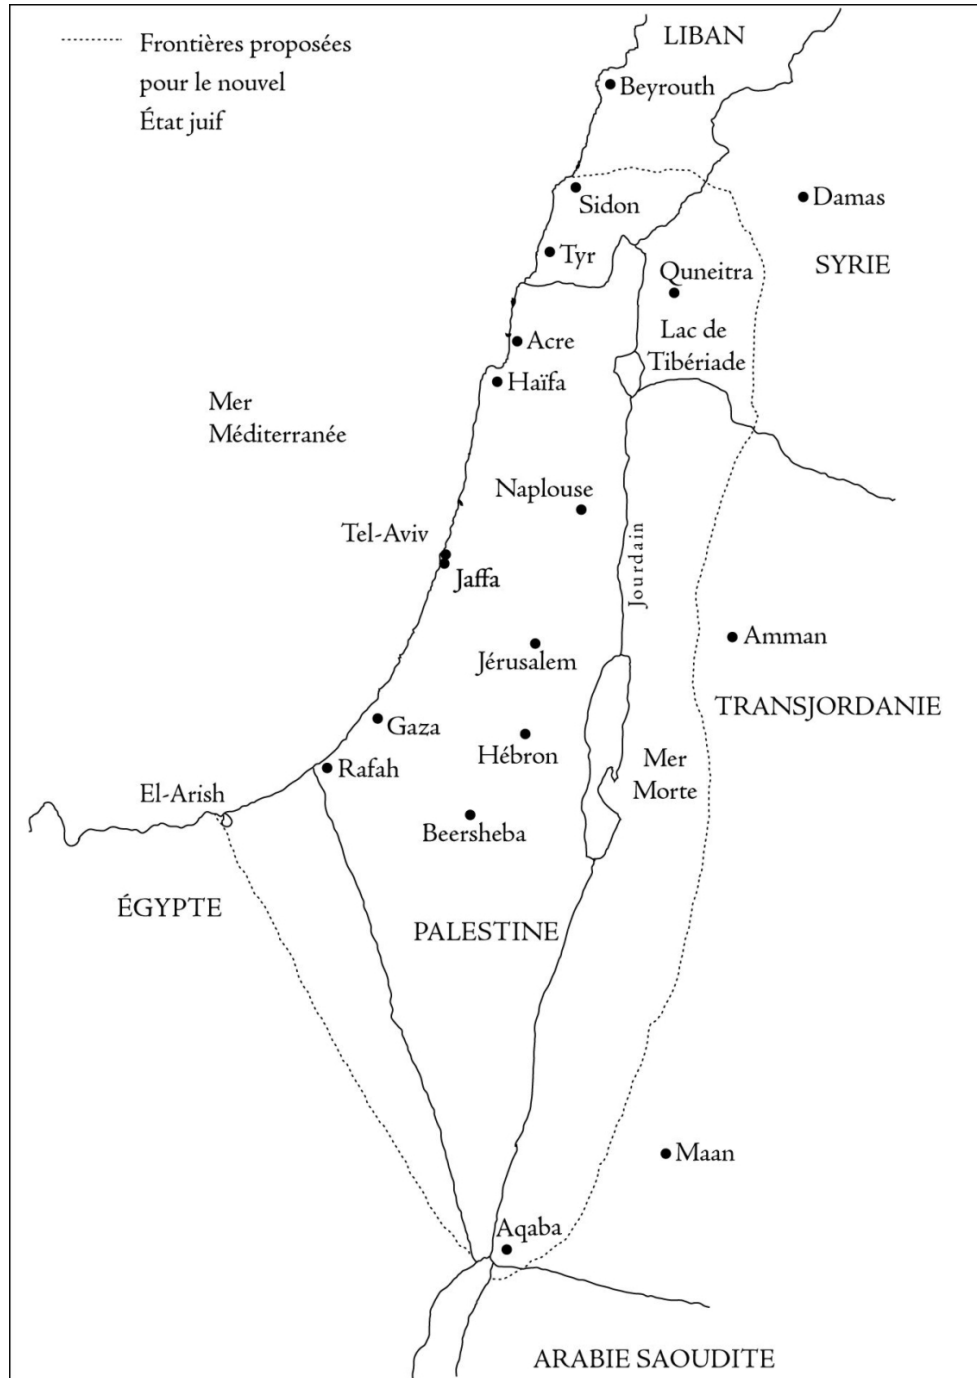 Frontières proposées
pour le nouvel
État juif
LIBAN
Beyrouth
Sidon
Damas
Tyr
SYRIE
Quneitra
Lac de
Tibériade
Acre
Haïfa
Mer
Méditerranée
Naplouse
Tel-Aviv
Jaffa
Jourdain
Amman
Jérusalem
TRANSJORDANIE
Gaza
Hébron
Rafah
Mer
Morte
El-Arish
Beersheba
ÉGYPTE
PALESTINE
Maan
Aqaba
ARABIE SAOUDITE